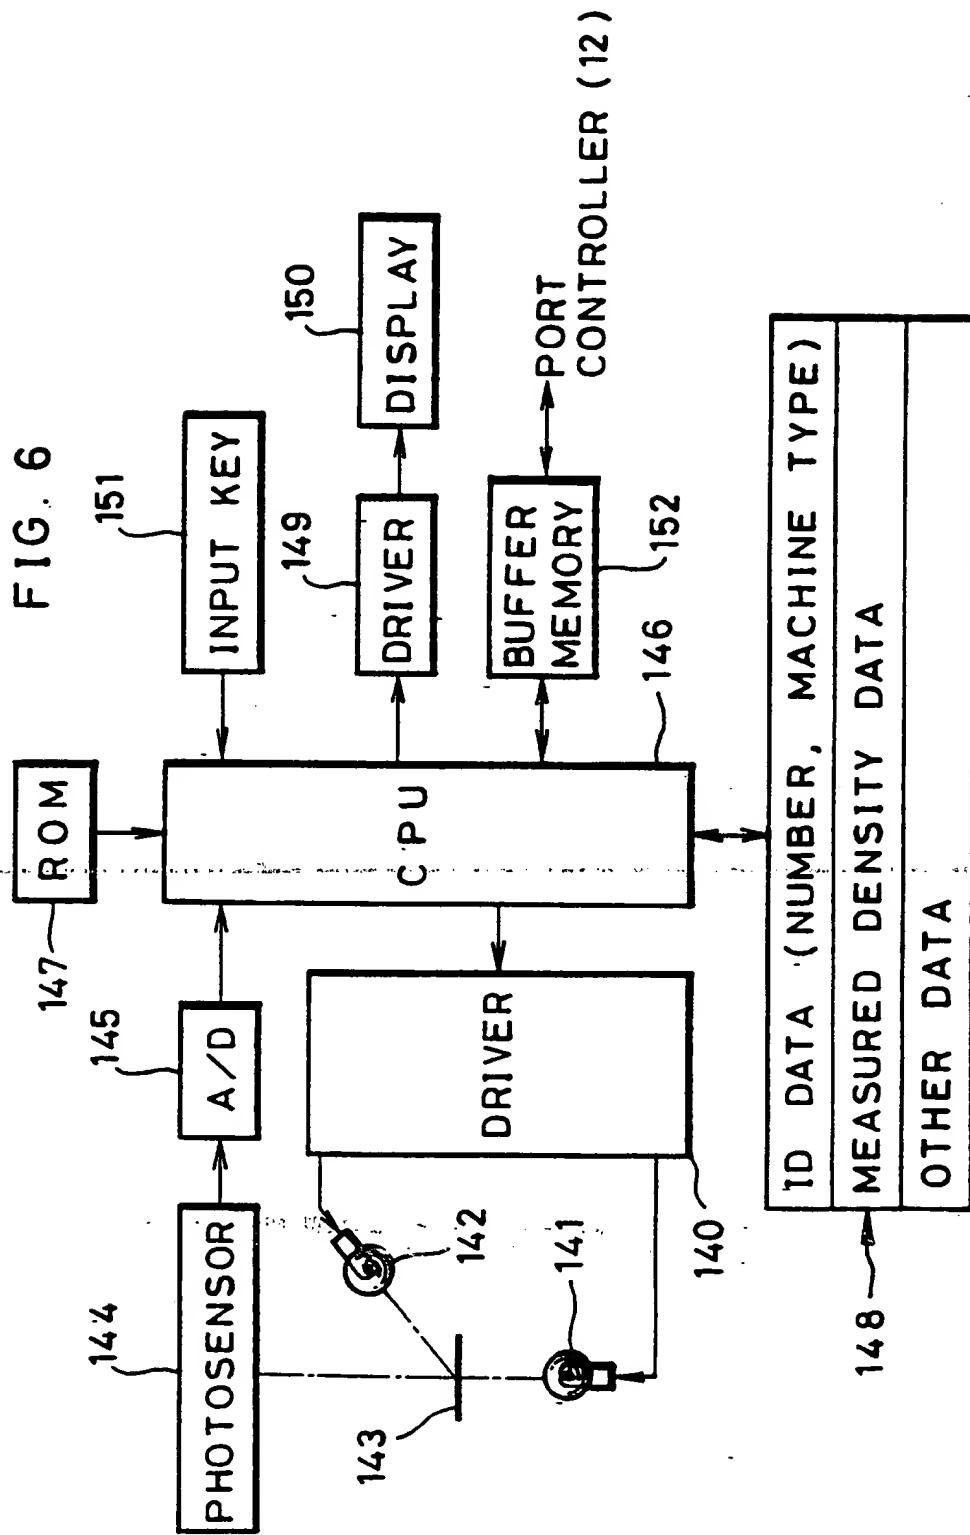 FIG. 6
147
ROM
151
INPUT KEY
150
DISPLAY
149
DRIVER
PORT
CONTROLLER (12)
BUFFER
MEMORY
152
146
CPU
145
A/D
144
PHOTOSENSOR
DRIVER
140
142
141
143
148
ID DATA (NUMBER, MACHINE TYPE)
MEASURED DENSITY DATA
OTHER DATA